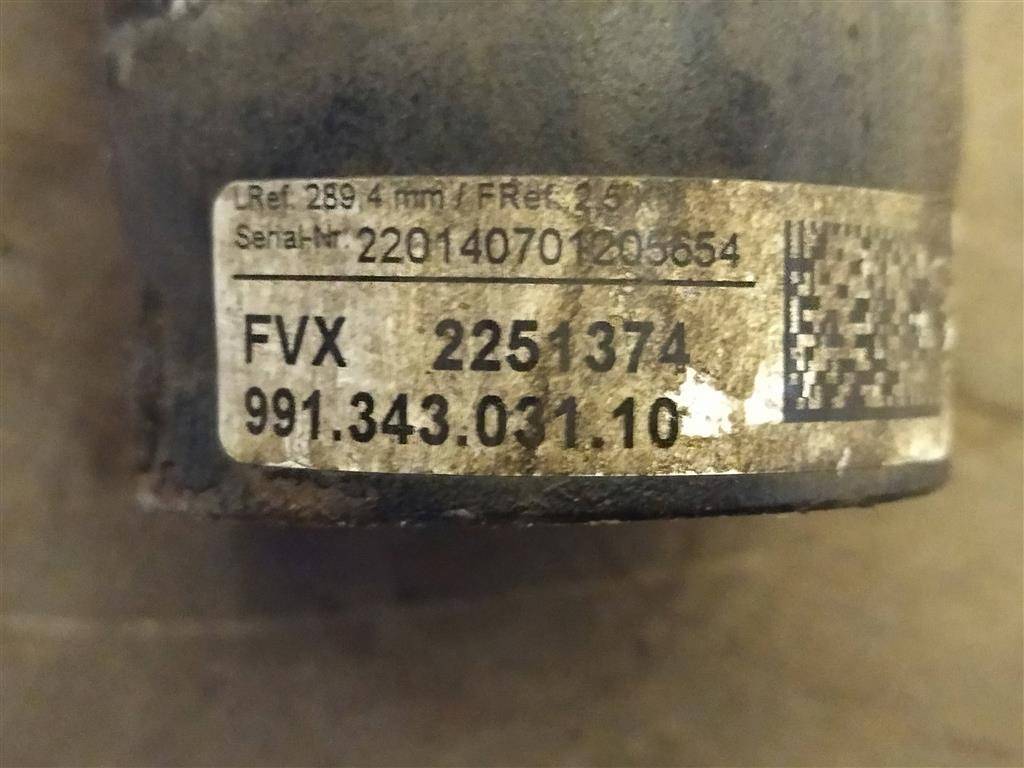 LRef. 289,4 mm / FRef. 2,5
Serial-Nr. 220140701205654
FVX 2251374
991.343.031.10